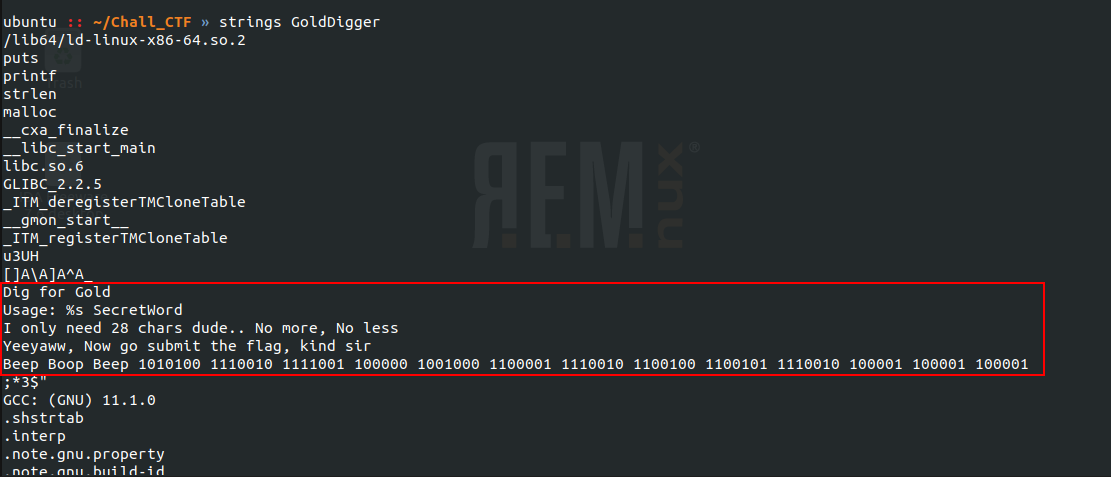 ubuntu :: ~/Chall_CTF » strings GoldDigger
/lib64/ld-linux-x86-64.so.2
puts
printf
Trash
strlen
malloc
__cxa_finalize
__libc_start_main
libc.so.6
GLIBC_2.2.5
_ITM_deregisterTMCloneTable
__gmon_start__
_ITM_registerTMCloneTable
u3UH
[]A\A]A^A_
Dig for Gold
Usage: %s SecretWord
I only need 28 chars dude.. No more, No less
Yeeyaww, Now go submit the flag, kind sir
Beep Boop Beep 1010100 1110010 1111001 100000 1001000 1100001 1110010 1100100 1100101 1110010 100001 100001 100001
;*3$"
GCC: (GNU) 11.1.0
.shstrtab
.interp
.note.gnu.property
.note.gnu.build-id
R.E.M.
nux®